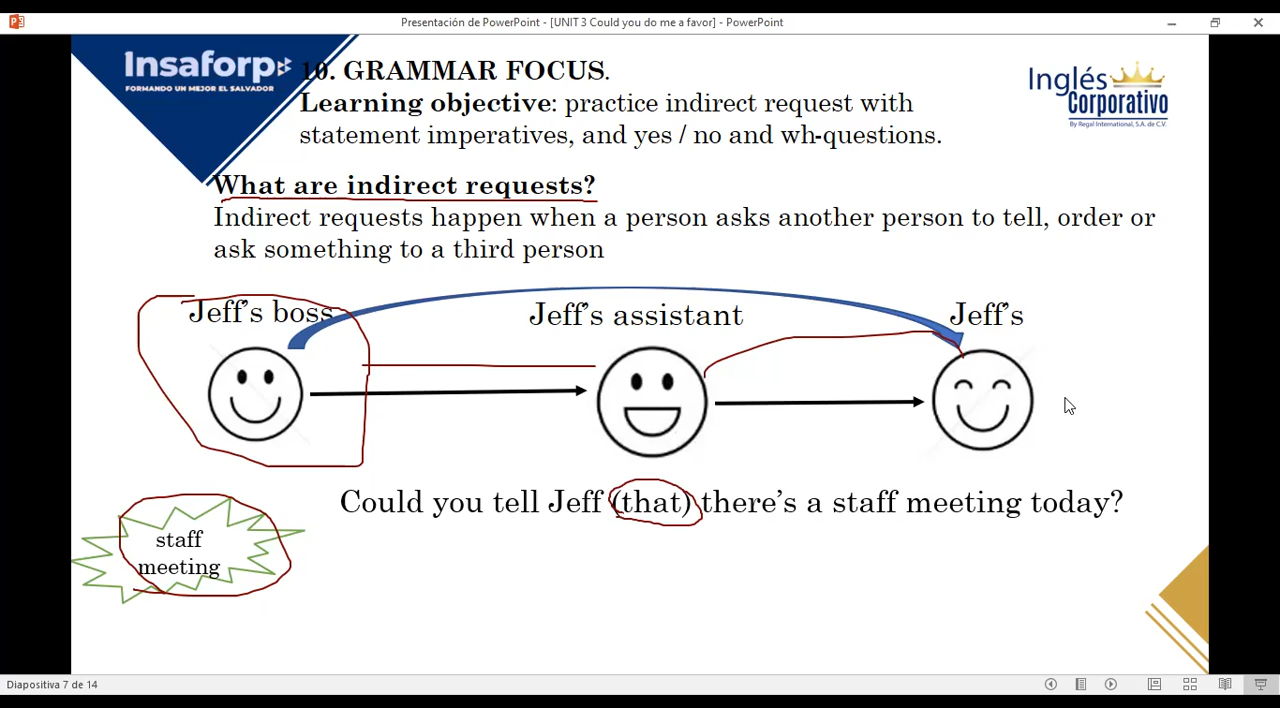 Presentación de PowerPoint - [UNIT 3 Could you do me a favor] - PowerPoint
Insaforp
FORMANDO UN MEJOR EL SALVADOR
10. GRAMMAR FOCUS.
Learning objective: practice indirect request with
statement imperatives, and yes / no and wh-questions.
Inglés
Corporativo
By Regal International, S.A. de C.V.
What are indirect requests?
Indirect requests happen when a person asks another person to tell, order or
ask something to a third person
Jeff's boss
Jeff's assistant
Jeff's
Could you tell Jeff (that) there's a staff meeting today?
staff
meeting
Diapositiva 7 de 14